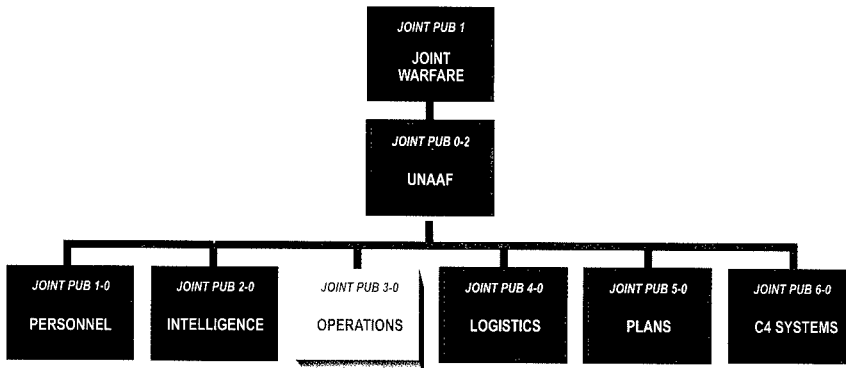 JOINT PUB 1
JOINT
WARFARE
JOINT PUB 0-2
UNAAF
JOINT PUB 1-0
PERSONNEL
JOINT PUB 2-0
INTELLIGENCE
JOINT PUB 3-0
OPERATIONS
JOINT PUB 4-0
LOGISTICS
JOINT PUB 5-0
PLANS
JOINT PUB 6-0
C4 SYSTEMS